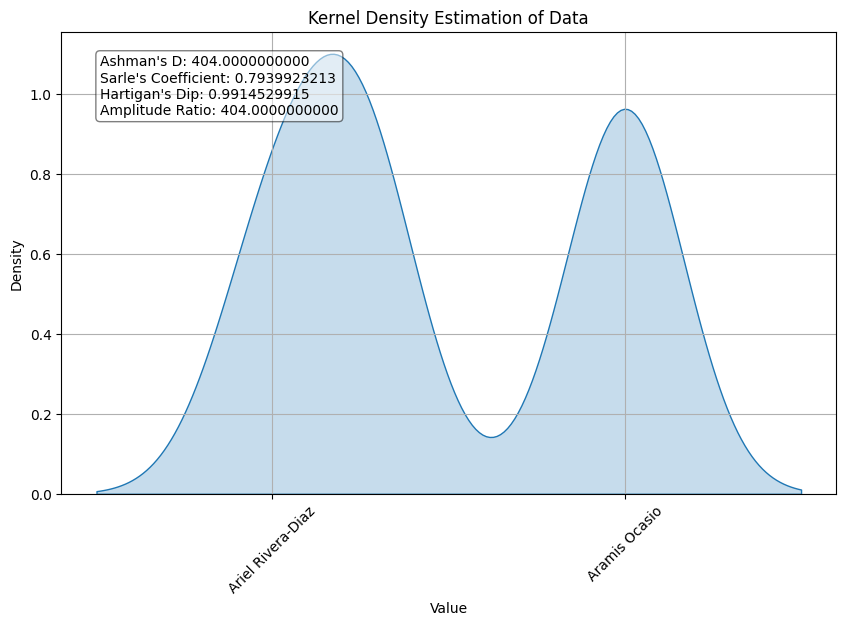 Kernel Density Estimation of Data
Ashman's D: 404.0000000000
Sarle's Coefficient: 0.7939923213
Hartigan's Dip: 0.9914529915
Amplitude Ratio: 404.0000000000
Density
1.0
0.8
0.6
0.4
0.2
0.0
Ariel Rivera-Diaz
Aramis Ocasio
Value